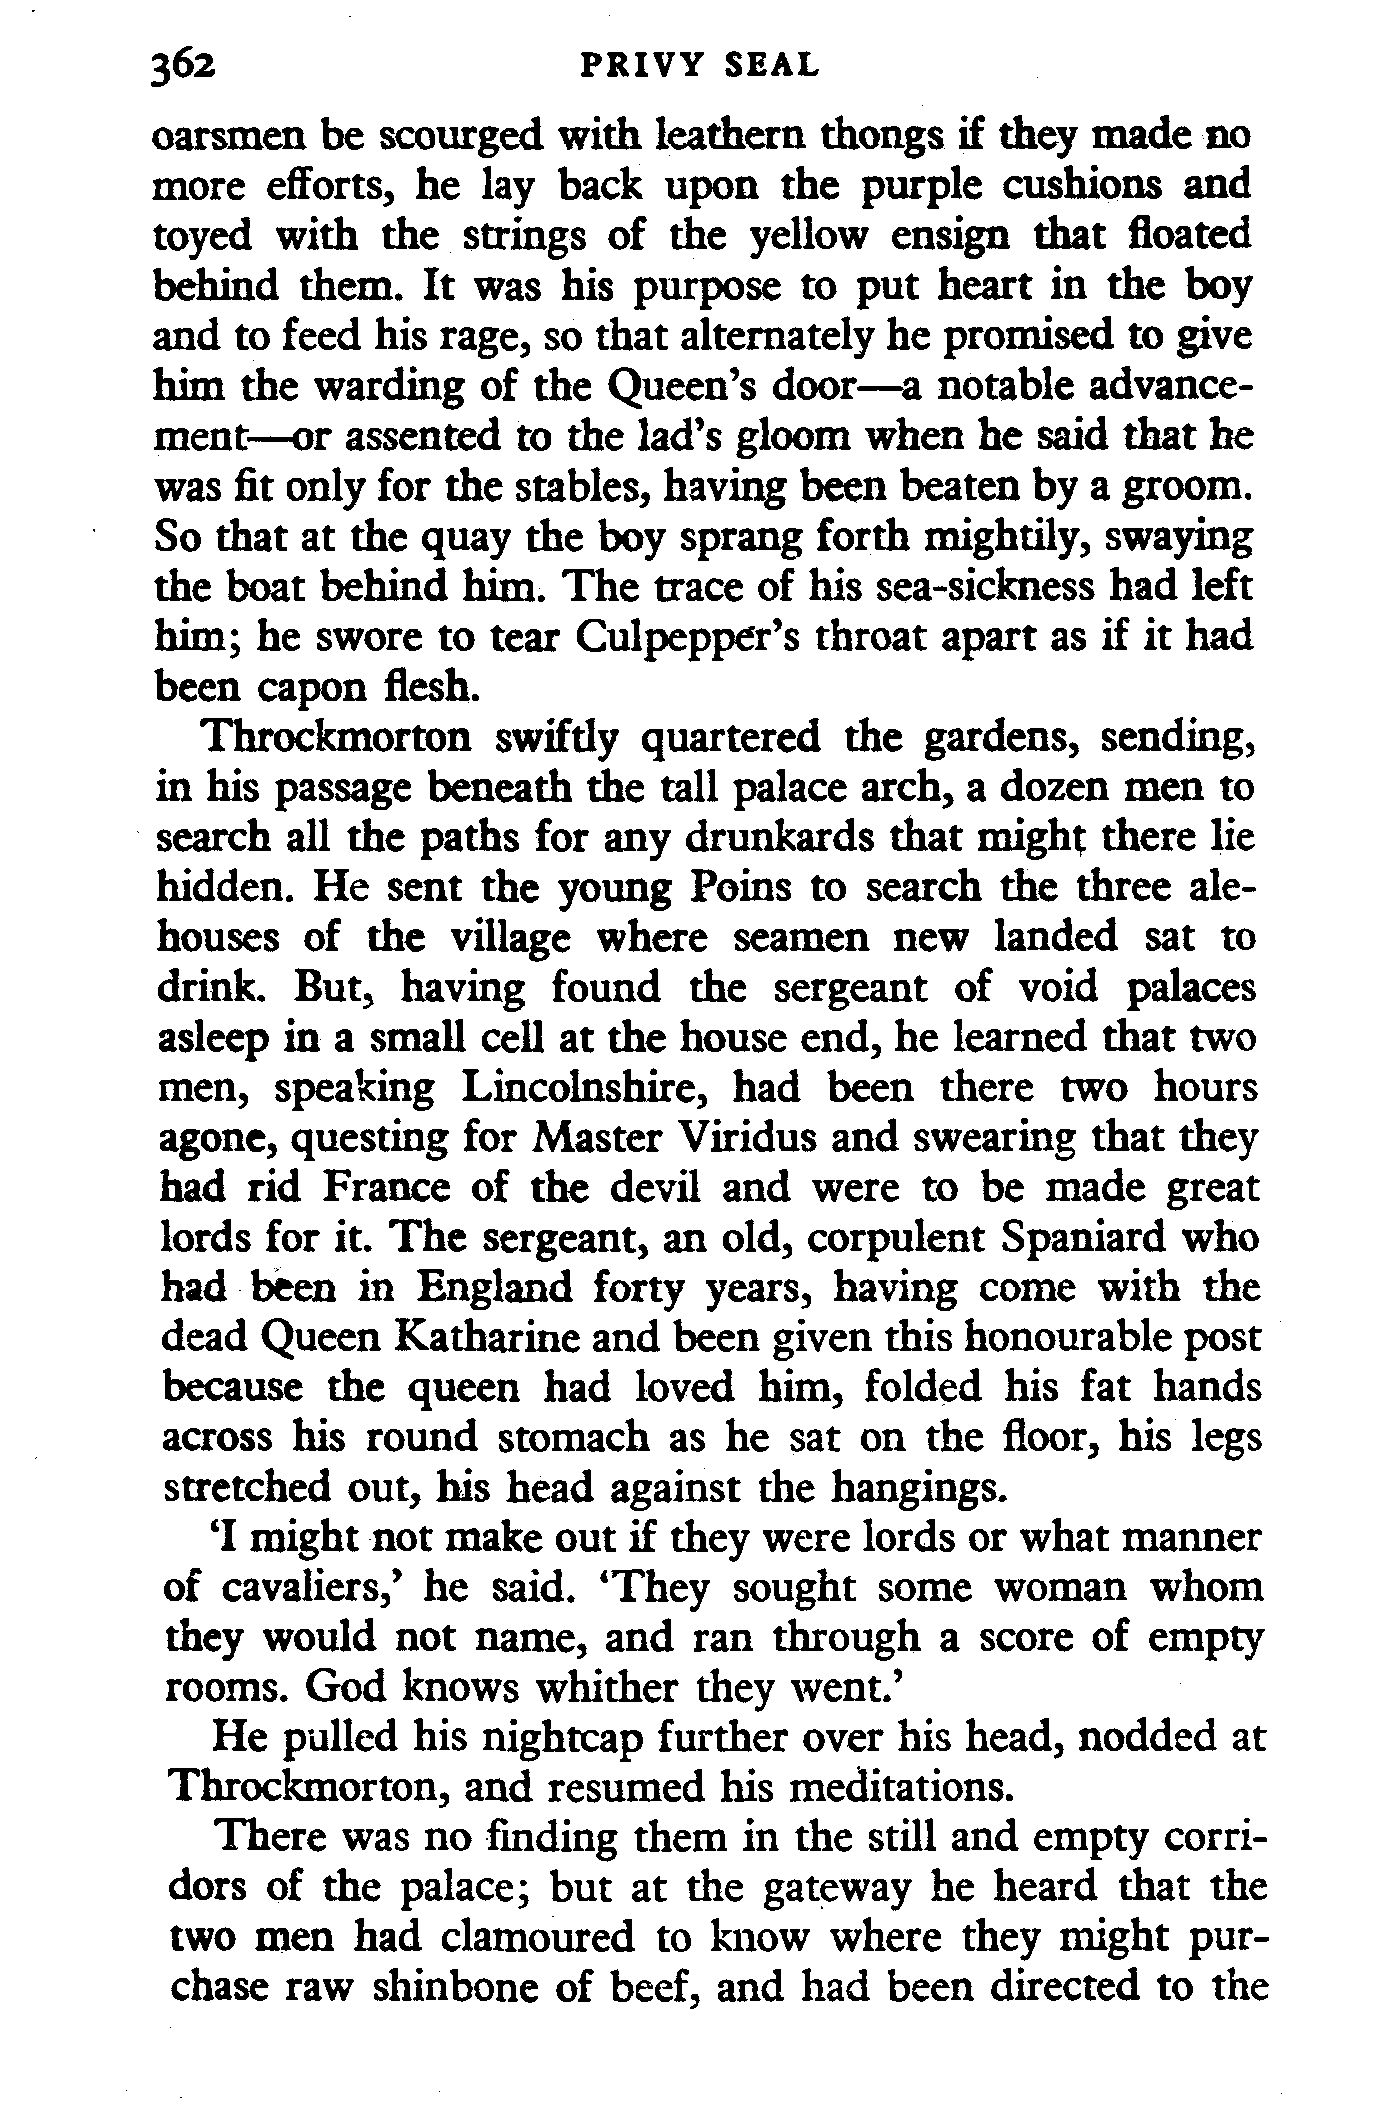 362 PRIVY SEAL
oarsmen be scourged with leathern thongs if they made no
more efforts, he lay back upon the purple cushions and
toyed with the strings of the yellow ensign that floated
behind them. It was his purpose to put heart in the boy
and to feed his rage, so that alternately he promised to give
him the warding of the Queen's door—a notable advance-
ment—or assented to the lad's gloom when he said that he
was fit only for the stables, having been beaten by a groom.
So that at the quay the boy sprang forth mightily, swaying
the boat behind him. The trace of his sea-sickness had left
him; he swore to tear Culpepper's throat apart as if it had
been capon flesh.
Throckmorton swiftly quartered the gardens, sending,
in his passage beneath the tall palace arch, a dozen men to
search all the paths for any drunkards that might there lie
hidden. He sent the young Poins to search the three ale-
houses of the village where seamen new landed sat to
drink. But, having found the sergeant of void palaces
asleep in a small cell at the house end, he learned that two
men, speaking Lincolnshire, had been there two hours
agone, questing for Master Viridus and swearing that they
had rid France of the devil and were to be made great
lords for it. The sergeant, an old, corpulent Spaniard who
had been in England forty years, having come with the
dead Queen Katharine and been given this honourable post
because the queen had loved him, folded his fat hands
across his round stomach as he sat on the floor, his legs
stretched out, his head against the hangings.
‘I might not make out if they were lords or what manner
of cavaliers,’ he said. ‘They sought some woman whom
they would not name, and ran through a score of empty
rooms. God knows whither they went.’
He pulled his nightcap further over his head, nodded at
Throckmorton, and resumed his meditations.
There was no finding them in the still and empty corri-
dors of the palace; but at the gateway he heard that the
two men had clamoured to know where they might pur-
chase raw shinbone of beef, and had been directed to the